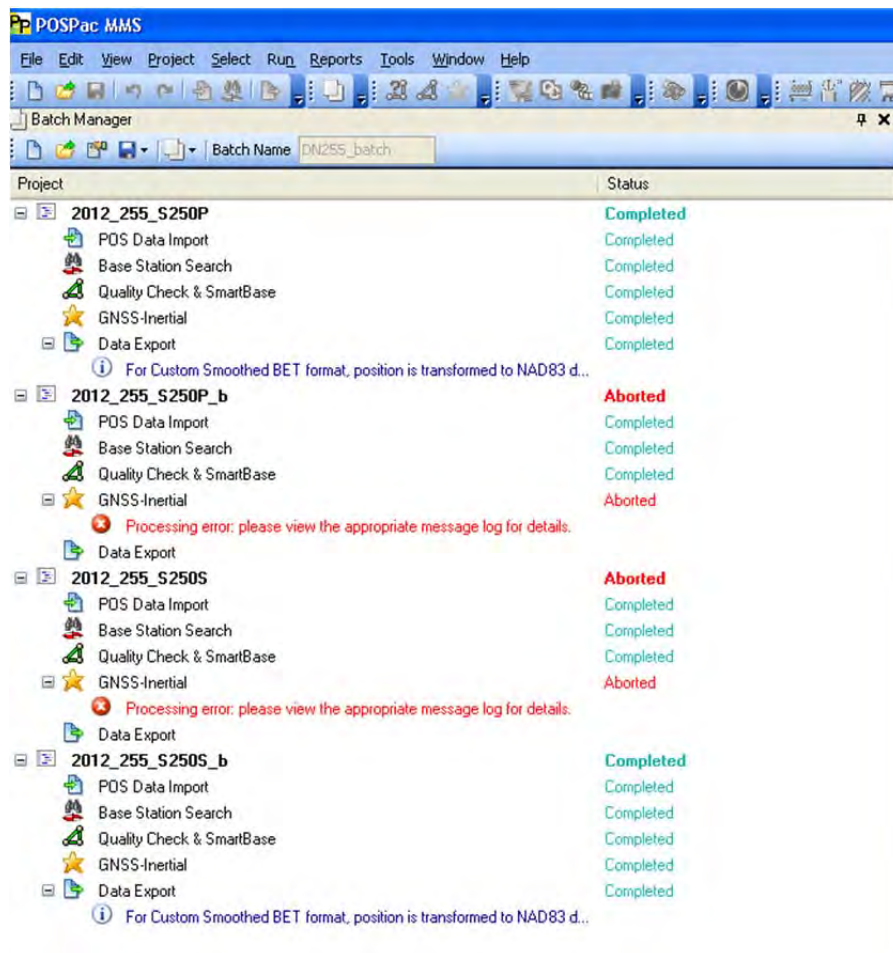 PP POSPac MMS
File Edit View Project Select Run Reports Tools Window Help
Batch Manager
Batch Name DN255_batch
Project Status
2012_255_S250P Completed
POS Data Import Completed
Base Station Search Completed
Quality Check & SmartBase Completed
GNSS-Inertial Completed
Data Export Completed
For Custom Smoothed BET format, position is transformed to NAD83 d...
2012_255_S250P_b Aborted
POS Data Import Completed
Base Station Search Completed
Quality Check & SmartBase Completed
GNSS-Inertial Aborted
Processing error: please view the appropriate message log for details.
Data Export
2012_255_S250S Aborted
POS Data Import Completed
Base Station Search Completed
Quality Check & SmartBase Completed
GNSS-Inertial Aborted
Processing error: please view the appropriate message log for details.
Data Export
2012_255_S250S_b Completed
POS Data Import Completed
Base Station Search Completed
Quality Check & SmartBase Completed
GNSS-Inertial Completed
Data Export Completed
For Custom Smoothed BET format, position is transformed to NAD83 d...